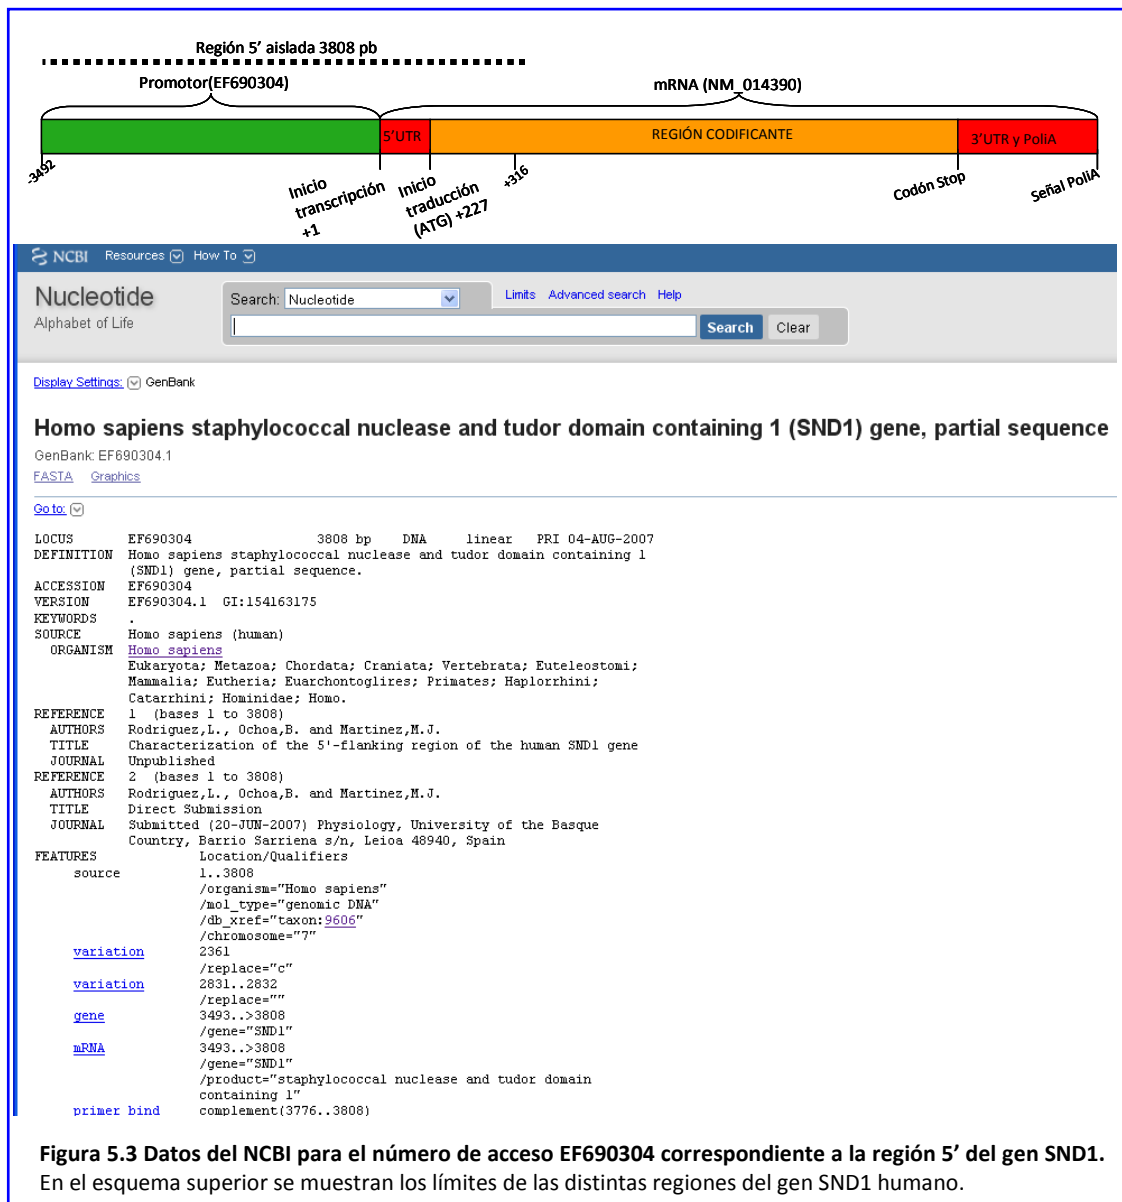 Región 5’ aislada 3808 pb
Promotor(EF690304)
mRNA (NM_014390)
5’UTR
REGIÓN CODIFICANTE
3’UTR y PoliA
-3492
Inicio
transcripción
+1
Inicio
traducción
(ATG) +227
+316
Codón Stop
Señal PoliA
NCBI Resources How To
Nucleotide
Alphabet of Life
Search: Nucleotide
Limits Advanced search Help
Search Clear
Display Settings: GenBank
Homo sapiens staphylococcal nuclease and tudor domain containing 1 (SND1) gene, partial sequence
GenBank: EF690304.1
FASTA Graphics
Go to:
LOCUS EF690304 3808 bp DNA linear PRI 04-AUG-2007
DEFINITION Homo sapiens staphylococcal nuclease and tudor domain containing 1
(SND1) gene, partial sequence.
ACCESSION EF690304
VERSION EF690304.1 GI:154163175
KEYWORDS .
SOURCE Homo sapiens (human)
ORGANISM Homo sapiens
Eukaryota; Metazoa; Chordata; Craniata; Vertebrata; Euteleostomi;
Mammalia; Eutheria; Euarchontoglires; Primates; Haplorrhini;
Catarrhini; Hominidae; Homo.
REFERENCE 1 (bases 1 to 3808)
AUTHORS Rodriguez,L., Ochoa,B. and Martinez,M.J.
TITLE Characterization of the 5'-flanking region of the human SND1 gene
JOURNAL Unpublished
REFERENCE 2 (bases 1 to 3808)
AUTHORS Rodriguez,L., Ochoa,B. and Martinez,M.J.
TITLE Direct Submission
JOURNAL Submitted (20-JUN-2007) Physiology, University of the Basque
Country, Barrio Sarriena s/n, Leioa 48940, Spain
FEATURES Location/Qualifiers
source 1..3808
/organism="Homo sapiens"
/mol_type="genomic DNA"
/db_xref="taxon:9606"
/chromosome="7"
variation 2361
/replace="c"
variation 2831..2832
/replace=""
gene 3493..>3808
/gene="SND1"
mRNA 3493..>3808
/gene="SND1"
/product="staphylococcal nuclease and tudor domain
containing 1"
primer bind complement(3776..3808)
Figura 5.3 Datos del NCBI para el número de acceso EF690304 correspondiente a la región 5’ del gen SND1.
En el esquema superior se muestran los límites de las distintas regiones del gen SND1 humano.